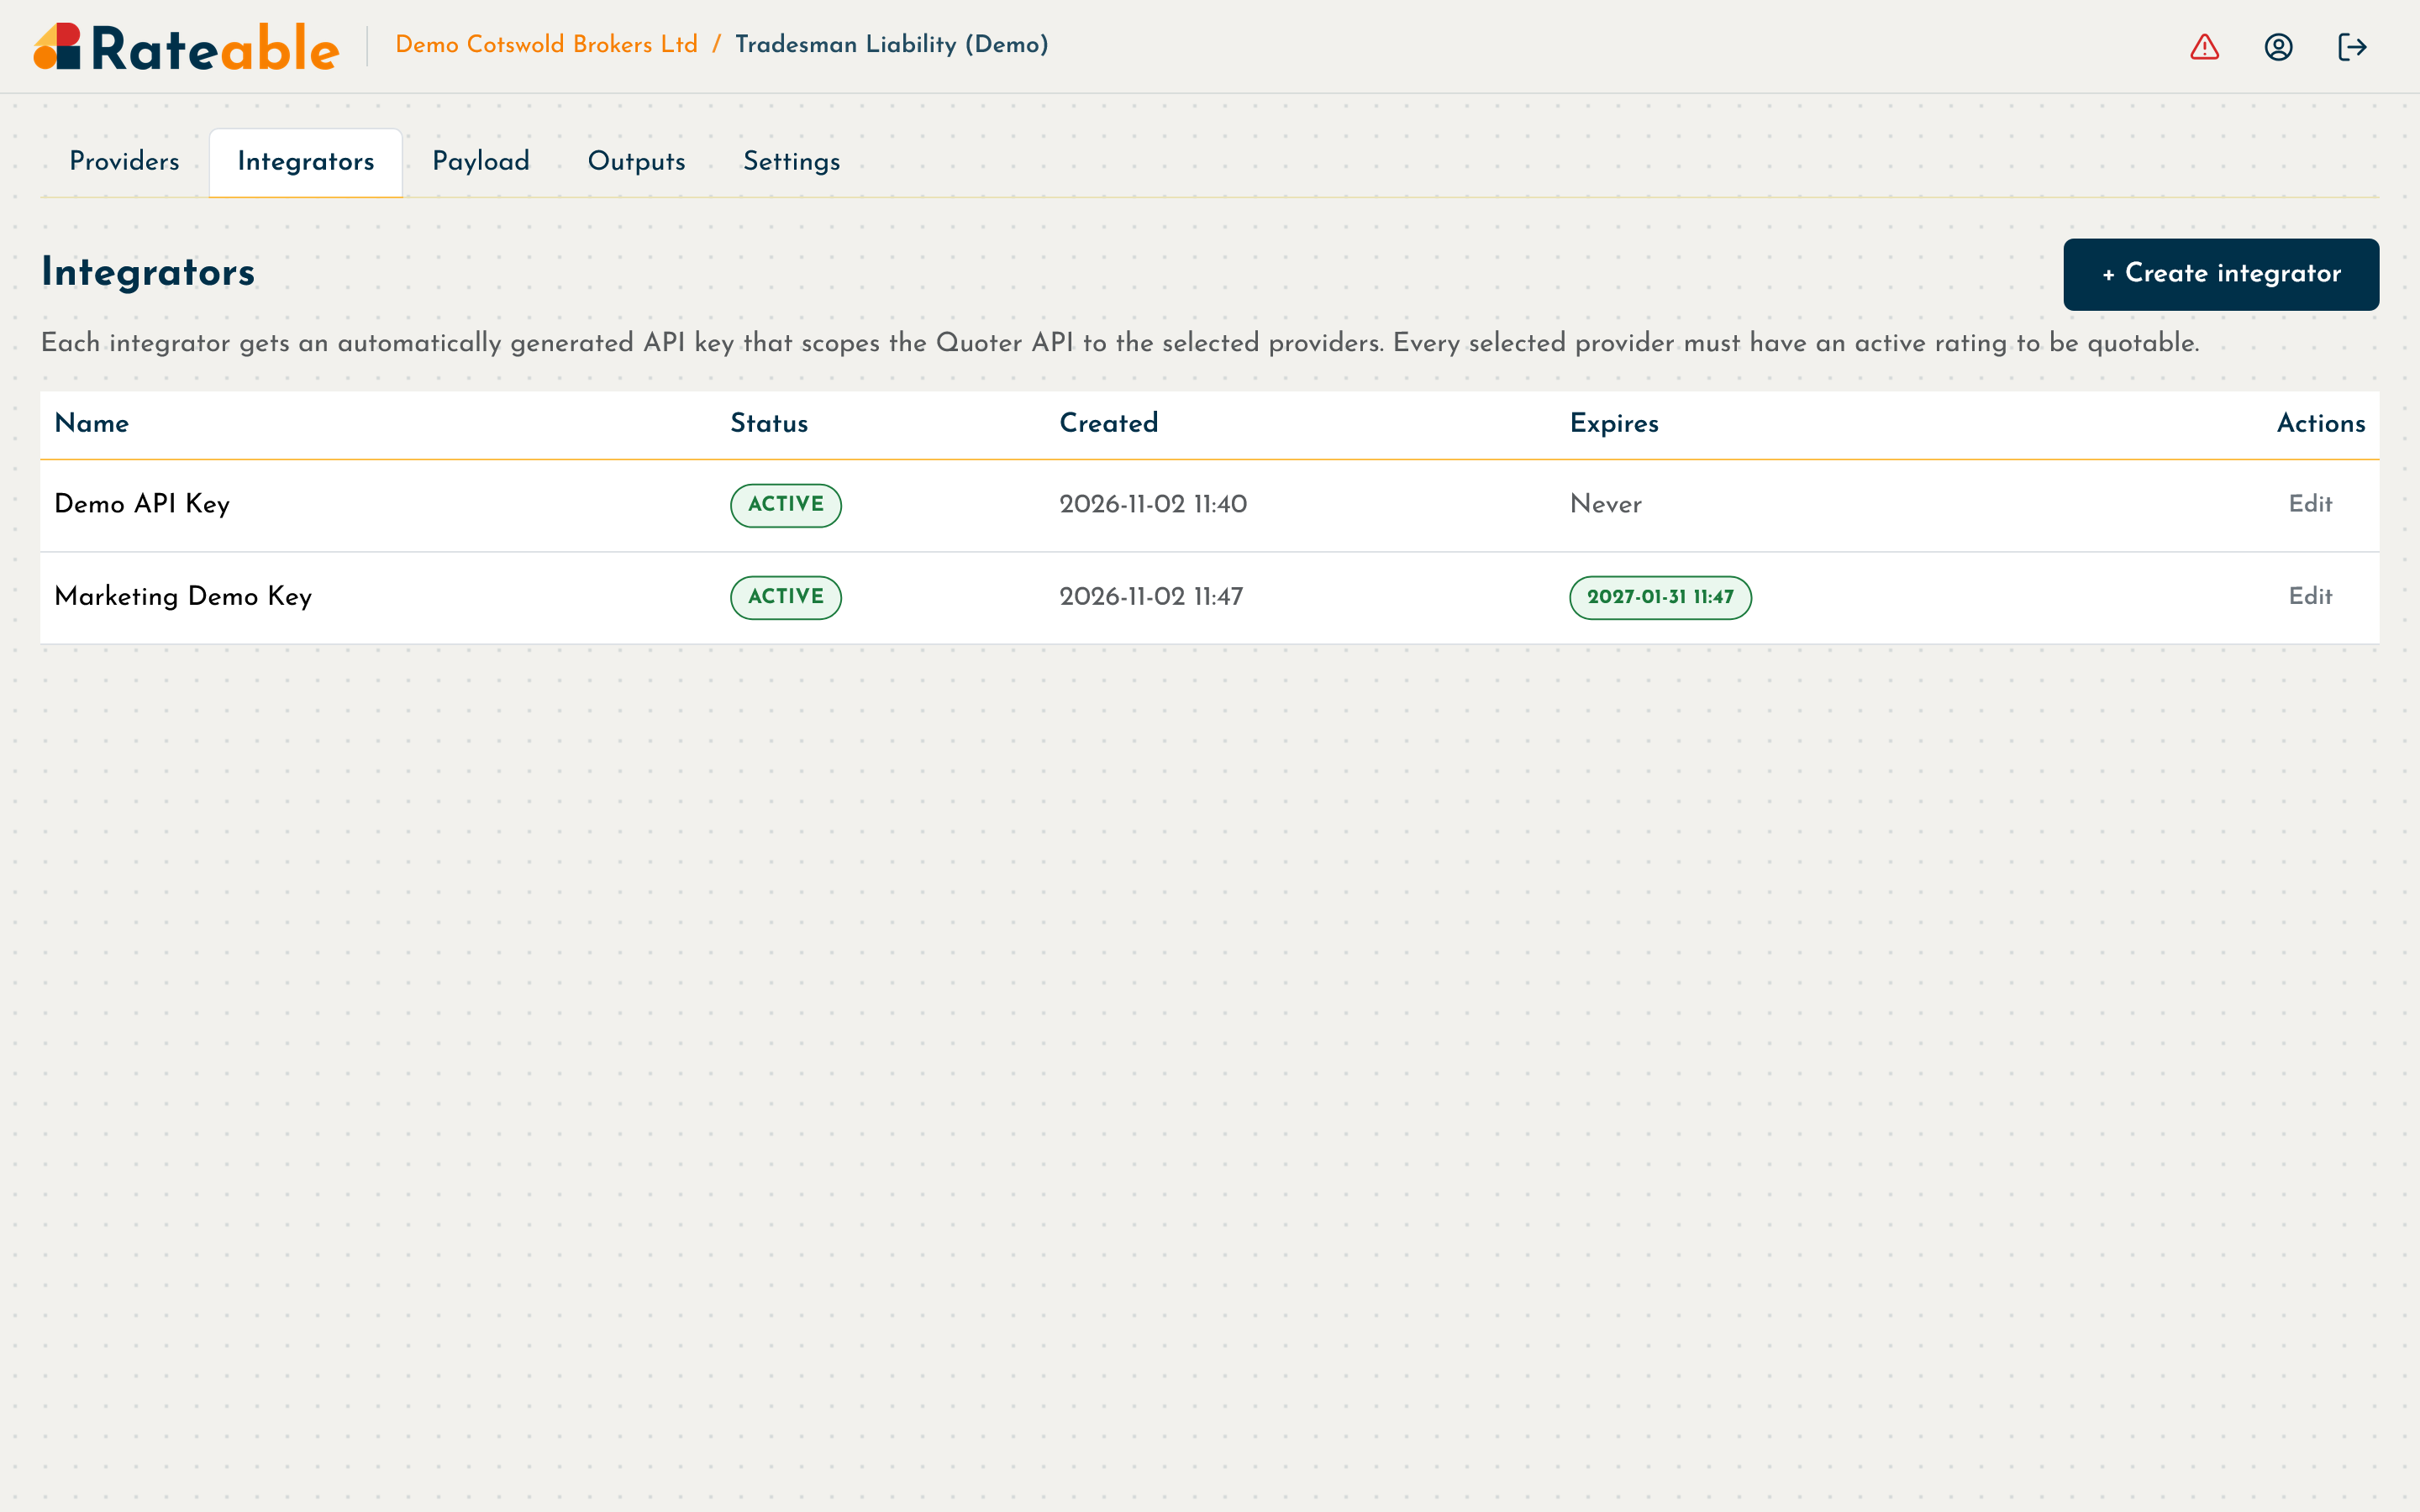 Rateable
Demo Cotswold Brokers Ltd / Tradesman Liability (Demo)
Providers Integrators Payload Outputs Settings
Integrators
+ Create integrator
Each integrator gets an automatically generated API key that scopes the Quoter API to the selected providers. Every selected provider must have an active rating to be quotable.
Name Status Created Expires Actions
Demo API Key ACTIVE 2026-11-02 11:40 Never Edit
Marketing Demo Key ACTIVE 2026-11-02 11:47 2027-01-31 11:47 Edit